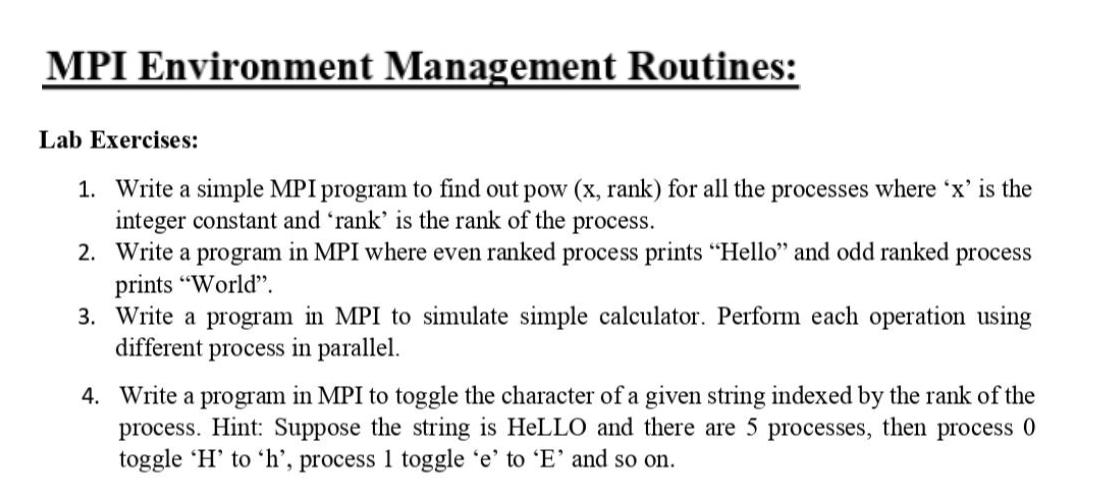 MPI Environment Management Routines:
Lab Exercises:
1. Write a simple MPI program to find out pow (x, rank) for all the processes where ‘x’ is the
integer constant and ‘rank’ is the rank of the process.
2. Write a program in MPI where even ranked process prints “Hello” and odd ranked process
prints “World”.
3. Write a program in MPI to simulate simple calculator. Perform each operation using
different process in parallel.
4. Write a program in MPI to toggle the character of a given string indexed by the rank of the
process. Hint: Suppose the string is HeLLO and there are 5 processes, then process 0
toggle ‘H’ to ‘h’, process 1 toggle ‘e’ to ‘E’ and so on.